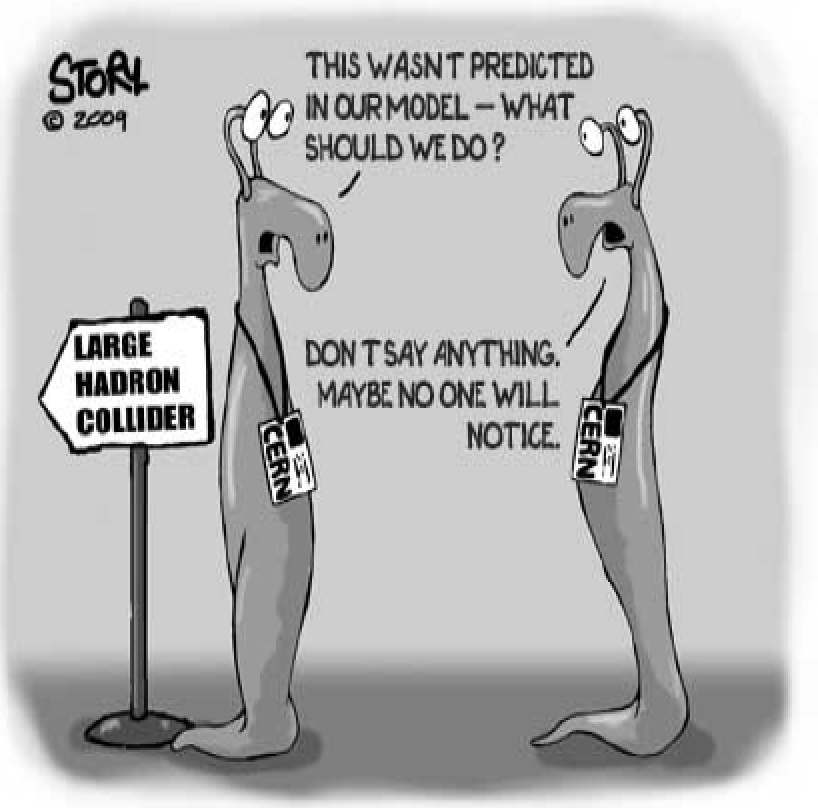 STORL
© 2009
THIS WASN'T PREDICTED
IN OUR MODEL – WHAT
SHOULD WE DO?
LARGE
HADRON
COLLIDER
DON'T SAY ANYTHING.
MAYBE NO ONE WILL
NOTICE.
CERN
CERN